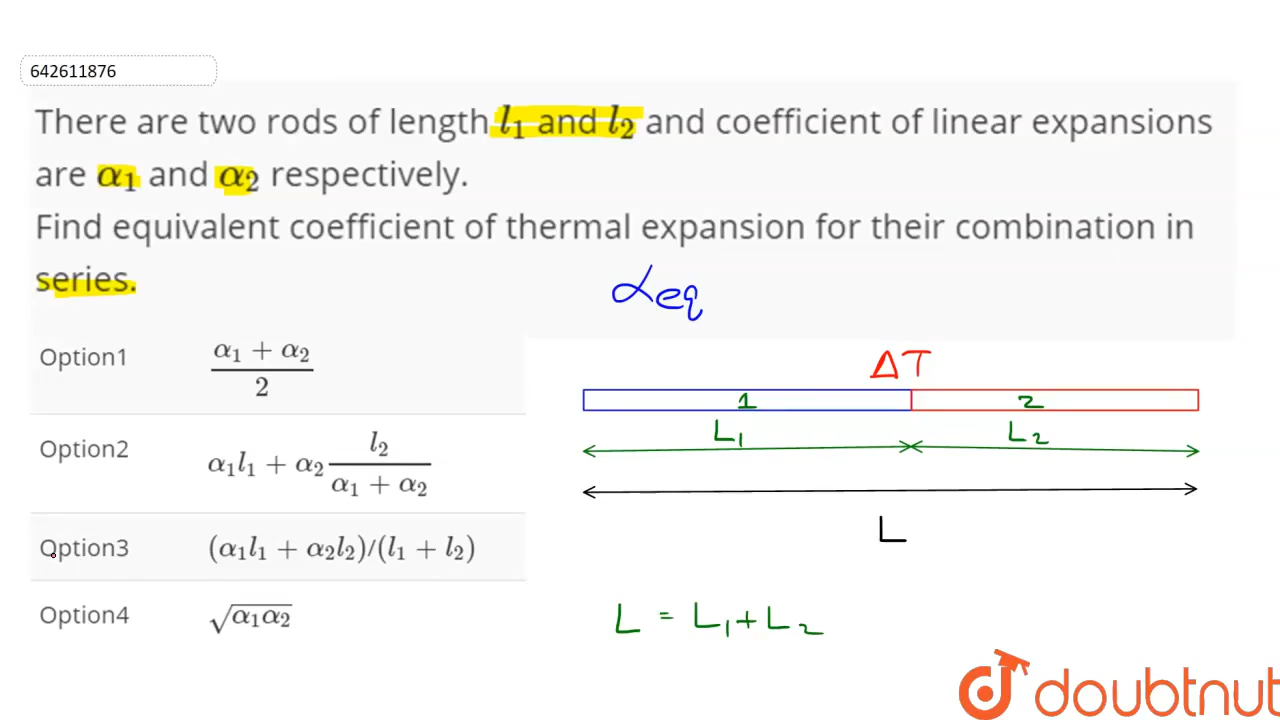 642611876
There are two rods of length l₁ and l₂ and coefficient of linear expansions
are α₁ and α₂ respectively.
Find equivalent coefficient of thermal expansion for their combination in
series.
αeq
Option1 (α₁ + α₂)/2
Option2 α₁l₁ + α₂ l₂/(α₁ + α₂)
Option3 (α₁l₁ + α₂l₂)/(l₁ + l₂)
Option4 √α₁α₂
ΔT
1 2
L₁ L₂
L
L = L₁ + L₂
doubtnut